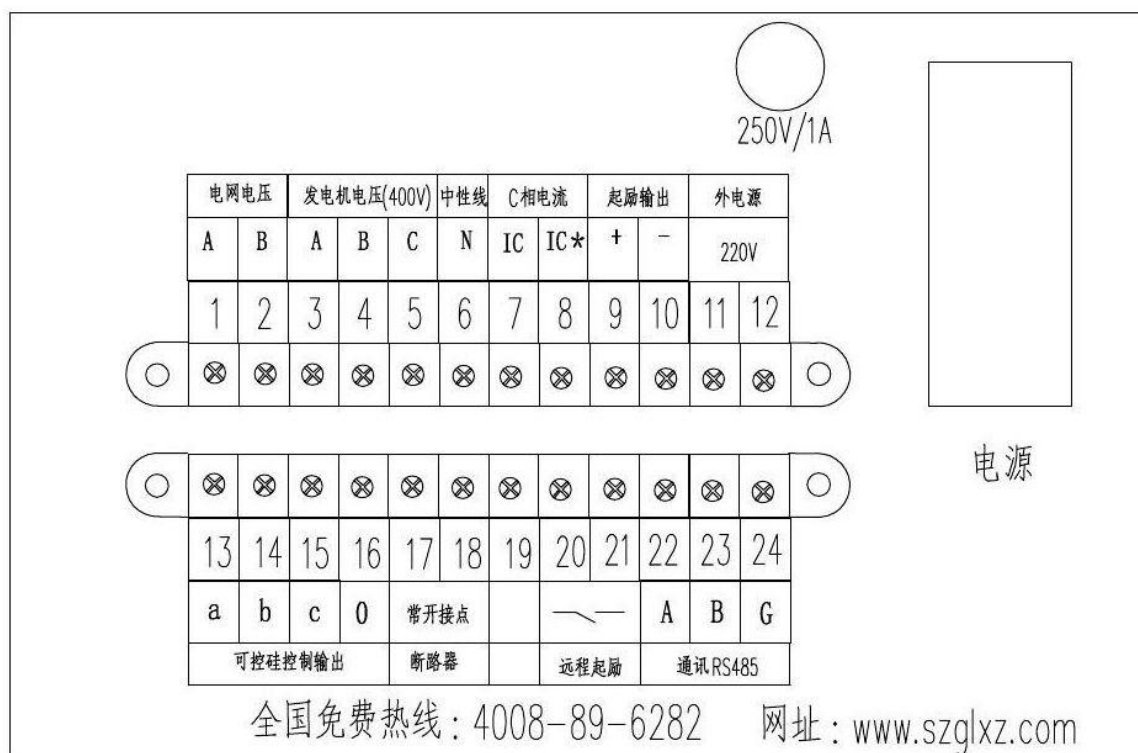 250V/1A
电网电压 发电机电压(400V) 中性线 C相电流 起励输出 外电源
A B A B C N IC IC* + − 220V
1 2 3 4 5 6 7 8 9 10 11 12
电源
13 14 15 16 17 18 19 20 21 22 23 24
a b c 0 常开接点 A B G
可控硅控制输出 断路器 远程起励 通讯RS485
全国免费热线:4008-89-6282 网址:www.szglxz.com